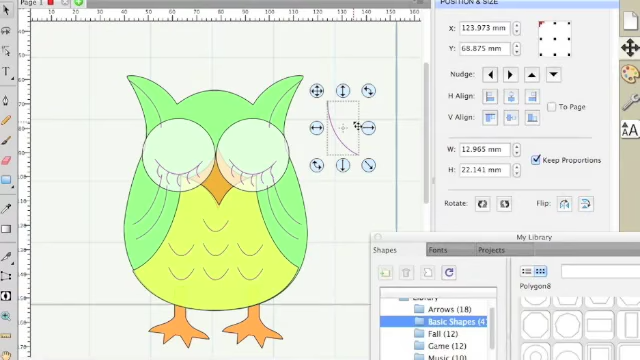 Page 1
POSITION & SIZE
X: 123.973 mm
Y: 68.875 mm
Nudge:
H Align:
V Align:
To Page
W: 12.965 mm
H: 22.141 mm
Keep Proportions
Rotate:
Flip:
My Library
Shapes
Fonts
Projects
Library
Arrows (18)
Basic Shapes (4
Fall (12)
Game (12)
Music (10)
Polygon8
T
AA